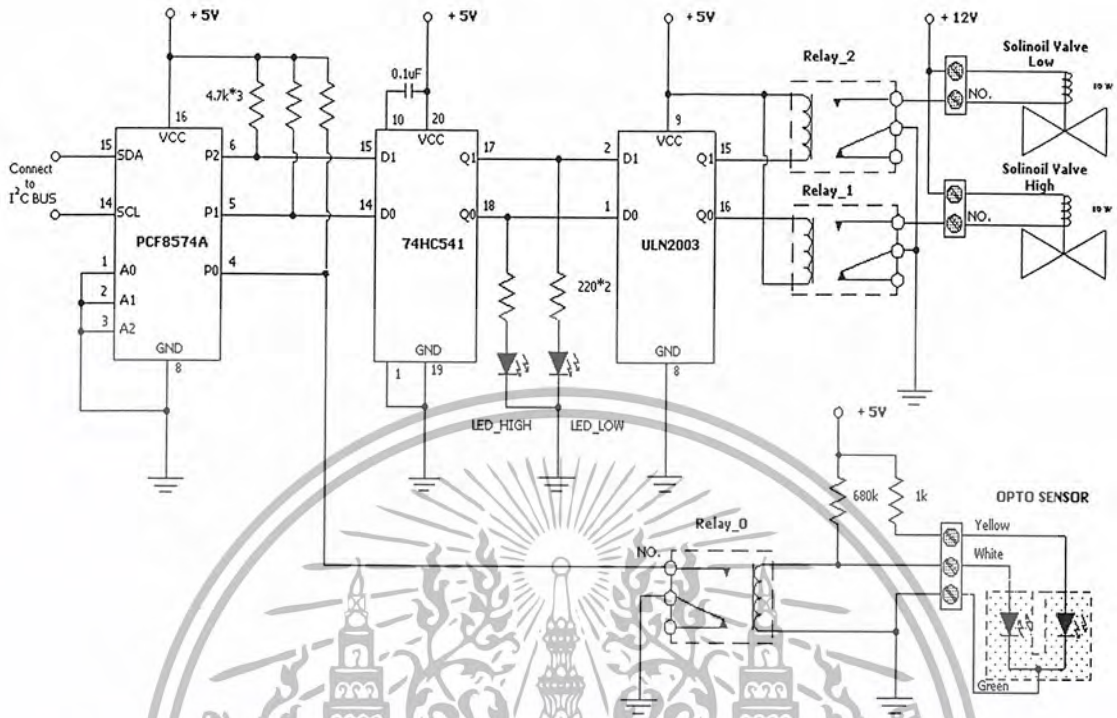 + 5V
+ 5V
+ 5V
+ 12V
Relay_2
Solinoil Valve
Low
10 W
NO.
0.1uF
4.7k*3
16
10
20
9
VCC
VCC
VCC
15
SDA
P2
6
15
D1
Q1
17
2
D1
Q1
15
Connect
to
I²C BUS
Relay_1
Solinoil Valve
High
10 W
NO.
14
SCL
P1
5
14
D0
Q0
18
1
D0
Q0
16
PCF8574A
74HC541
ULN2003
1
A0
P0
4
2
A1
220*2
3
A2
GND
8
GND
1
19
GND
8
LED_HIGH
LED_LOW
+ 5V
680k
1k
OPTO SENSOR
Relay_0
Yellow
NO.
White
Green